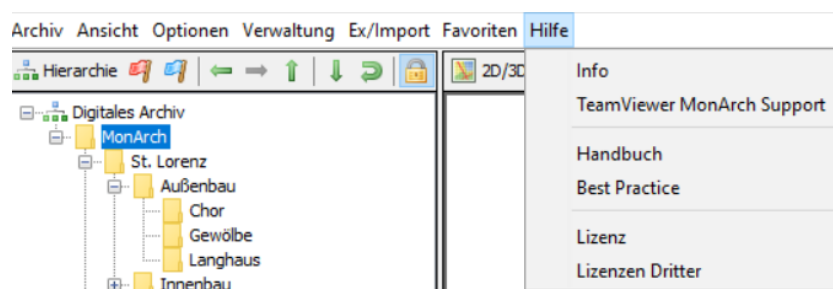 Archiv Ansicht Optionen Verwaltung Ex/Import Favoriten Hilfe
Hierarchie 2D/3D
Info
TeamViewer MonArch Support
Handbuch
Best Practice
Lizenz
Lizenzen Dritter
Digitales Archiv
MonArch
St. Lorenz
Außenbau
Chor
Gewölbe
Langhaus
Innenbau